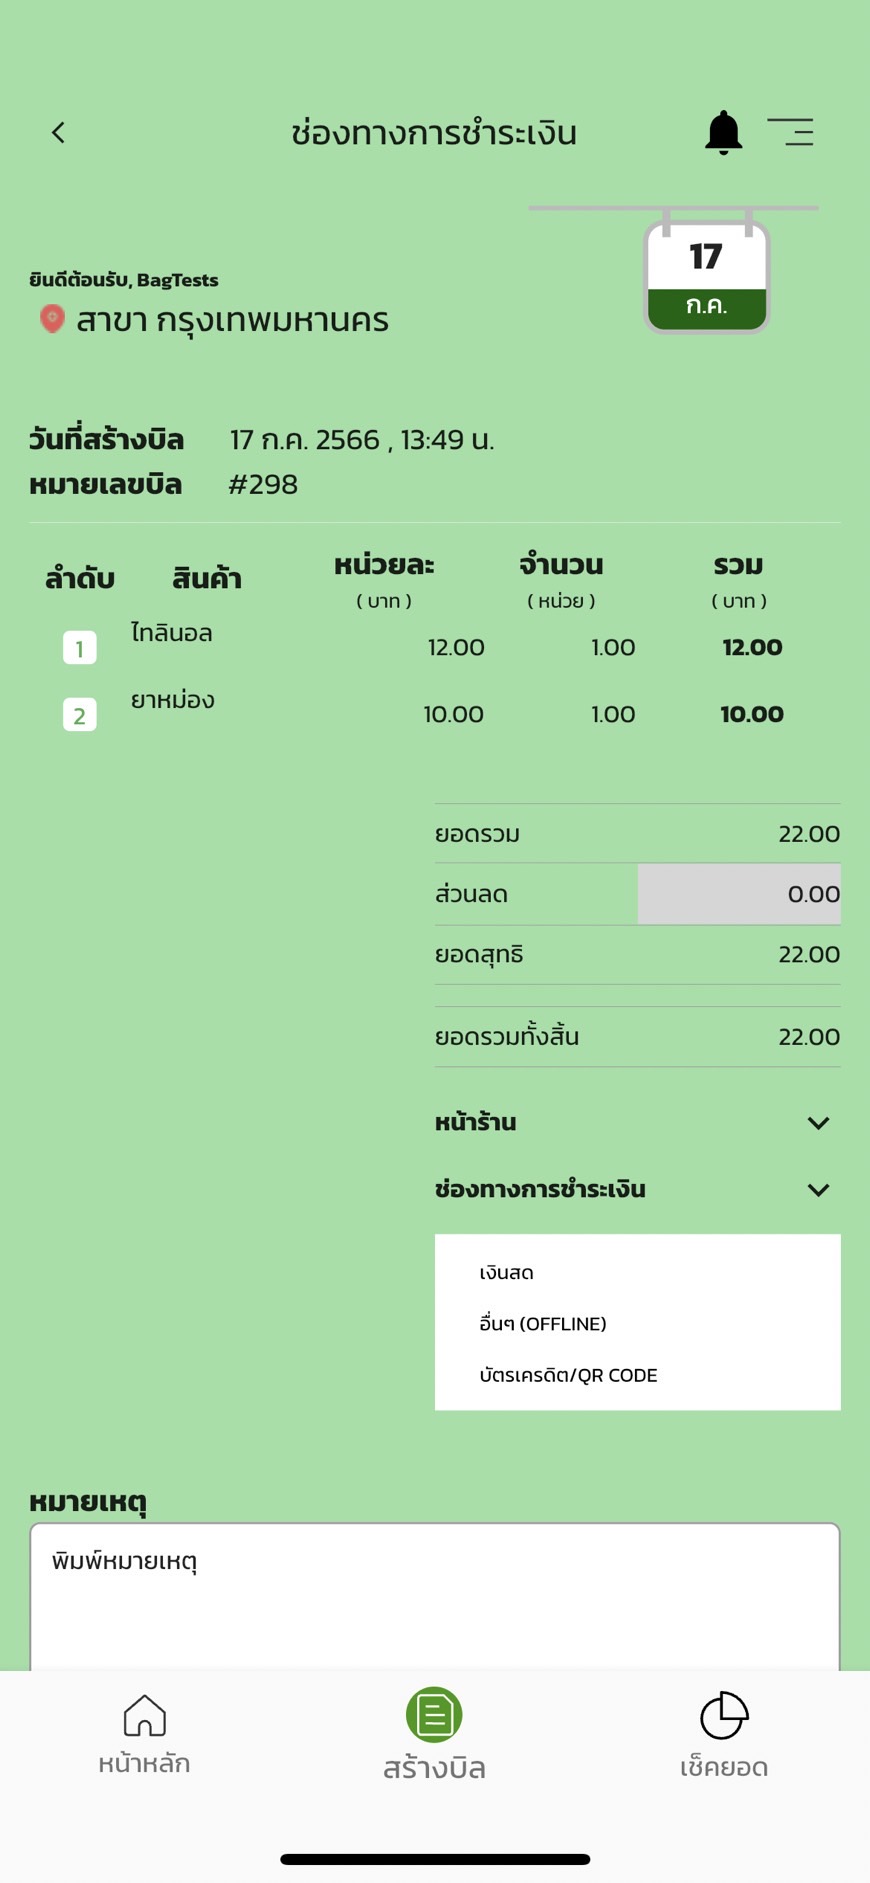 ช่องทางการชำระเงิน
17
ก.ค.
ยินดีต้อนรับ, BagTests
สาขา กรุงเทพมหานคร
วันที่สร้างบิล 17 ก.ค. 2566 , 13:49 น.
หมายเลขบิล #298
ลำดับ สินค้า หน่วยละ จำนวน รวม
( บาท ) ( หน่วย ) ( บาท )
1 ไทลินอล 12.00 1.00 12.00
2 ยาหม่อง 10.00 1.00 10.00
ยอดรวม 22.00
ส่วนลด 0.00
ยอดสุทธิ 22.00
ยอดรวมทั้งสิ้น 22.00
หน้าร้าน
ช่องทางการชำระเงิน
เงินสด
อื่นๆ (OFFLINE)
บัตรเครดิต/QR CODE
หมายเหตุ
พิมพ์หมายเหตุ
หน้าหลัก สร้างบิล เช็คยอด